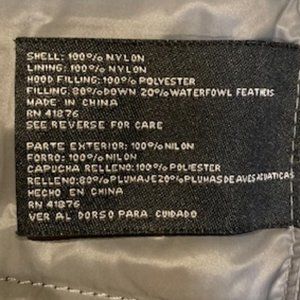 SHELL: 100% NYLON
LINING: 100% NYLON
HOOD FILLING: 100% POLYESTER
FILLING: 80% DOWN 20% WATERFOWL FEATHERS
MADE IN CHINA
RN 41876
SEE REVERSE FOR CARE
PARTE EXTERIOR: 100% NILON
FORRO: 100% NILON
CAPUCHA RELLENO: 100% POLIESTER
RELLENO: 80% PLUMAJE 20% PLUMAS DE AVES ACUATICAS
HECHO EN CHINA
RN 41876
VER AL DORSO PARA CUIDADO